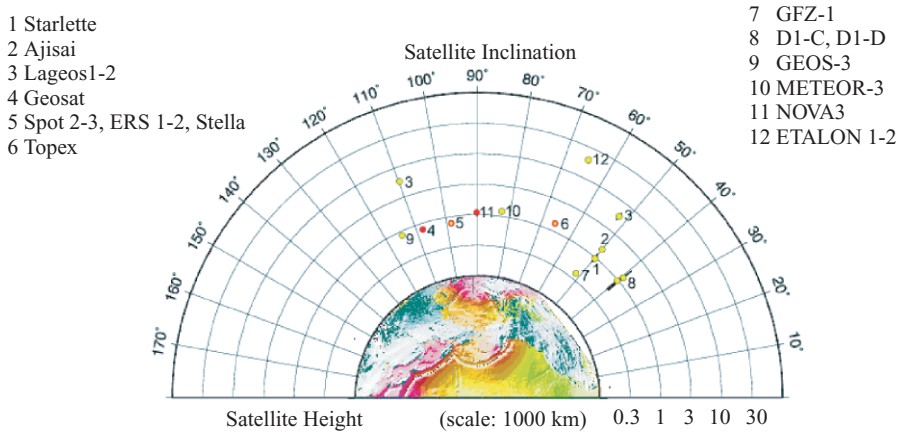 1 Starlette
2 Ajisai
3 Lageos1-2
4 Geosat
5 Spot 2-3, ERS 1-2, Stella
6 Topex
7 GFZ-1
8 D1-C, D1-D
9 GEOS-3
10 METEOR-3
11 NOVA3
12 ETALON 1-2
Satellite Inclination
170° 160° 150° 140° 130° 120° 110° 100° 90° 80° 70° 60° 50° 40° 30° 20° 10°
12
3
3
11 10
9 4 5 6
2
1
7 8
Satellite Height (scale: 1000 km) 0.3 1 3 10 30